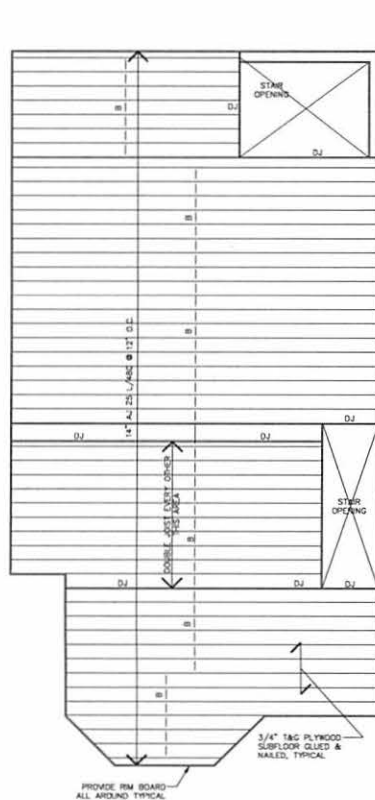 STAIR
OPENING
B
DJ
DJ
B
B
14" AJ 25 L/480 @ 12" O.C.
DJ
DJ
DJ
DOUBLE JOIST EVERY OTHER
THIS AREA
STAIR
OPENING
B
DJ
DJ
DJ
B
B
3/4" T&G PLYWOOD
SUBFLOOR GLUED &
NAILED, TYPICAL
PROVIDE RIM BOARD
ALL AROUND TYPICAL